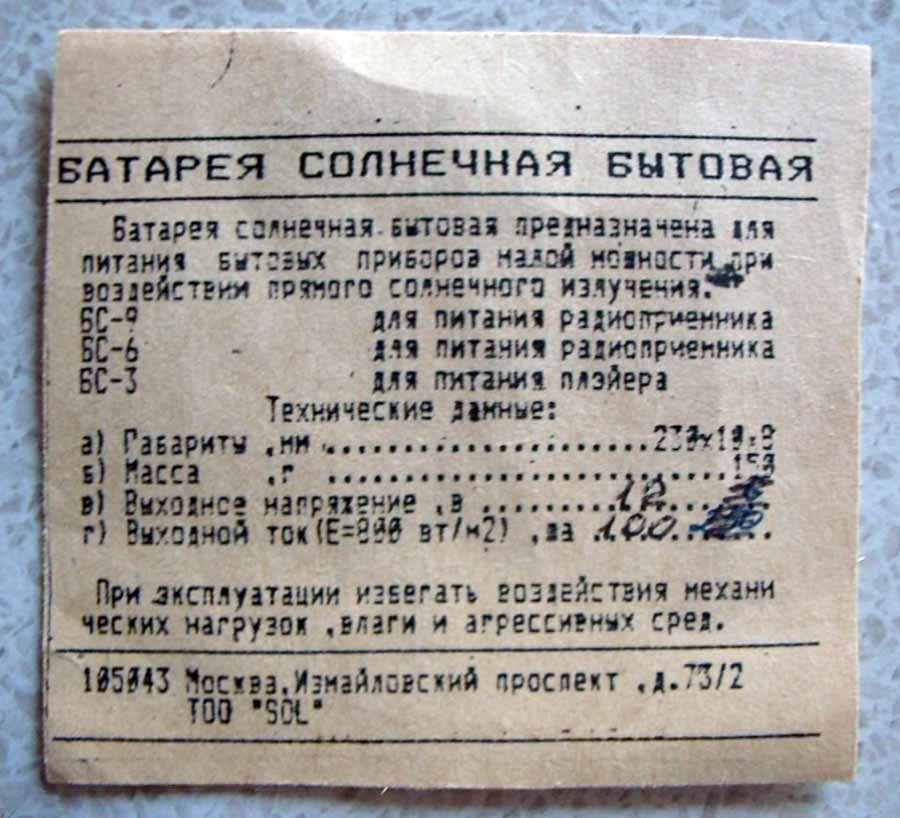 БАТАРЕЯ СОЛНЕЧНАЯ БЫТОВАЯ
Батарея солнечная бытовая предназначена для
питания бытовых приборов малой мощности при
воздействии прямого солнечного излучения.
БС-9 для питания радиоприемника
БС-6 для питания радиоприемника
БС-3 для питания плэйера
Технические данные:
а) Габариты ,мм ......................230х10х8
б) Масса ,г ............................
в) Выходное напряжение ,в .........12
г) Выходной ток(Е=800 вт/м2) ,ма .100
При эксплуатации избегать воздействия механи
ческих нагрузок ,влаги и агрессивных сред.
105043 Москва,Измайловский проспект ,д.73/2
ТОО "SOL"